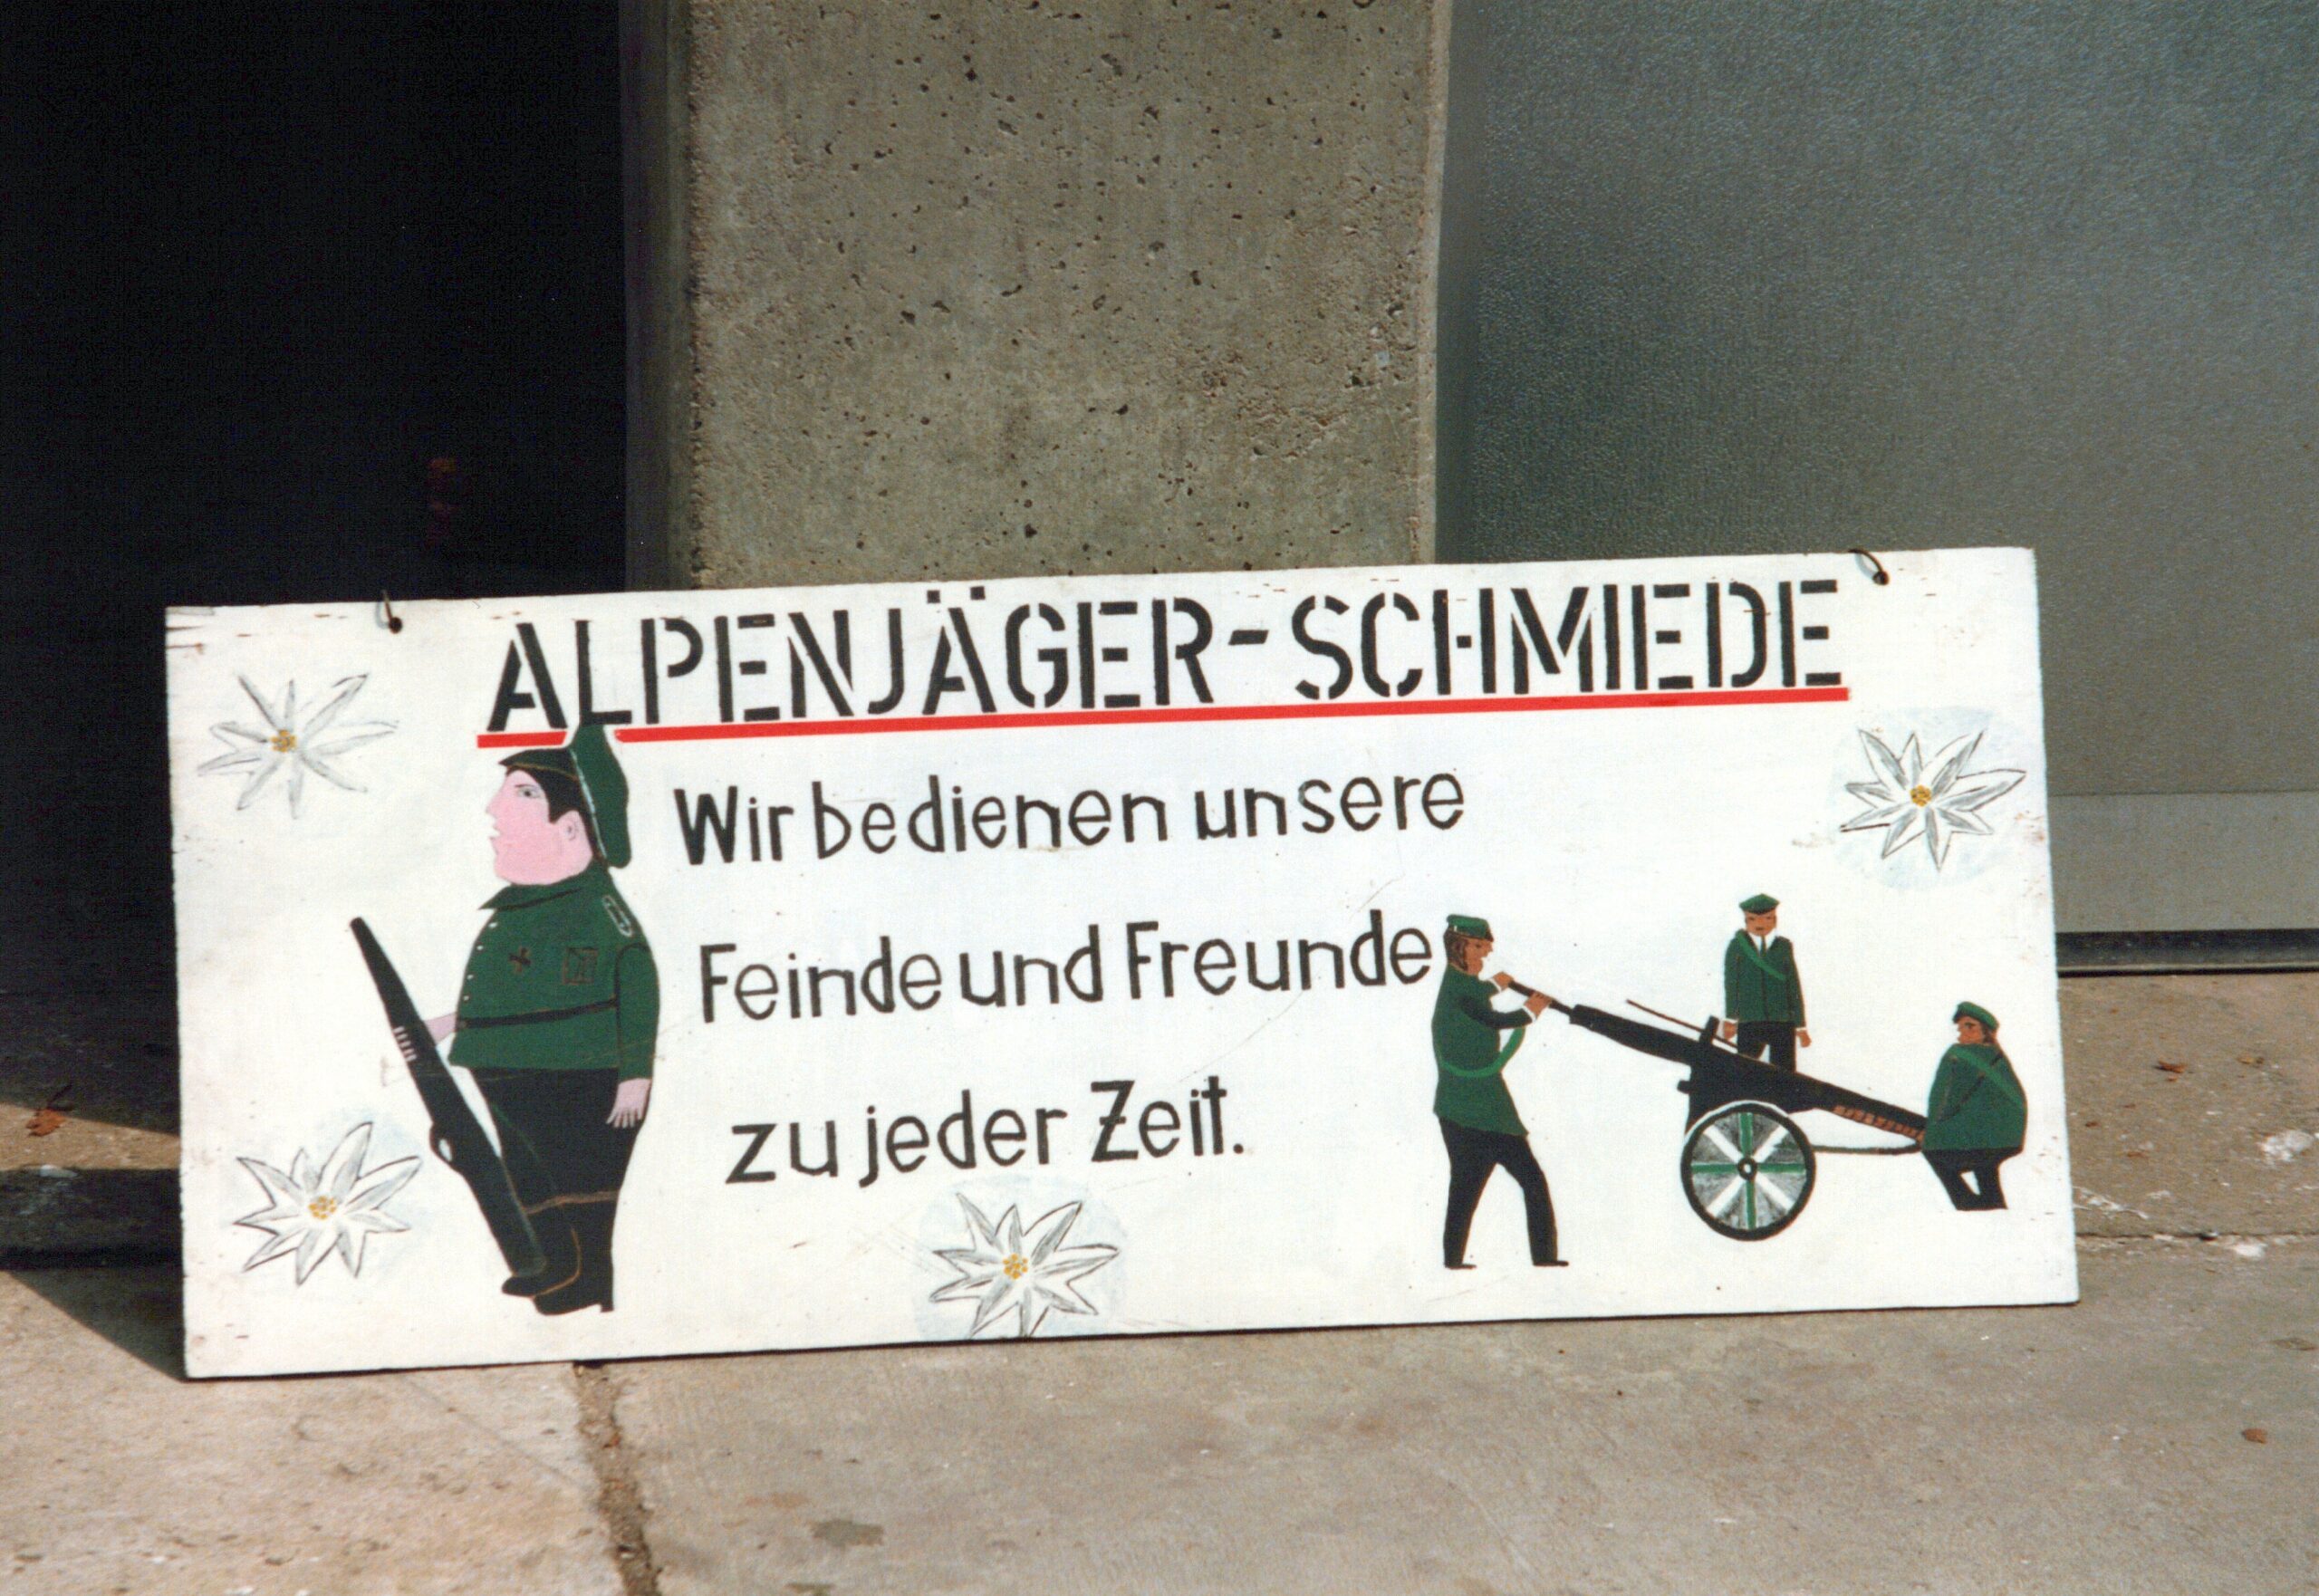 ALPENJÄGER-SCHMIEDE
Wir bedienen unsere
Feinde und Freunde
zu jeder Zeit.